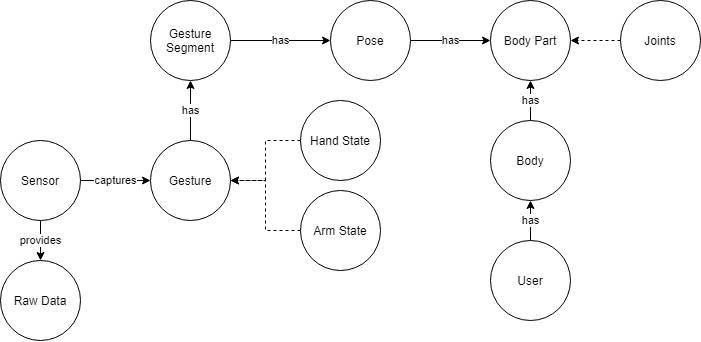 Gesture
Segment
has
Pose
has
Body Part
Joints
has
has
Hand State
Body
Sensor
captures
Gesture
has
Arm State
provides
User
Raw Data